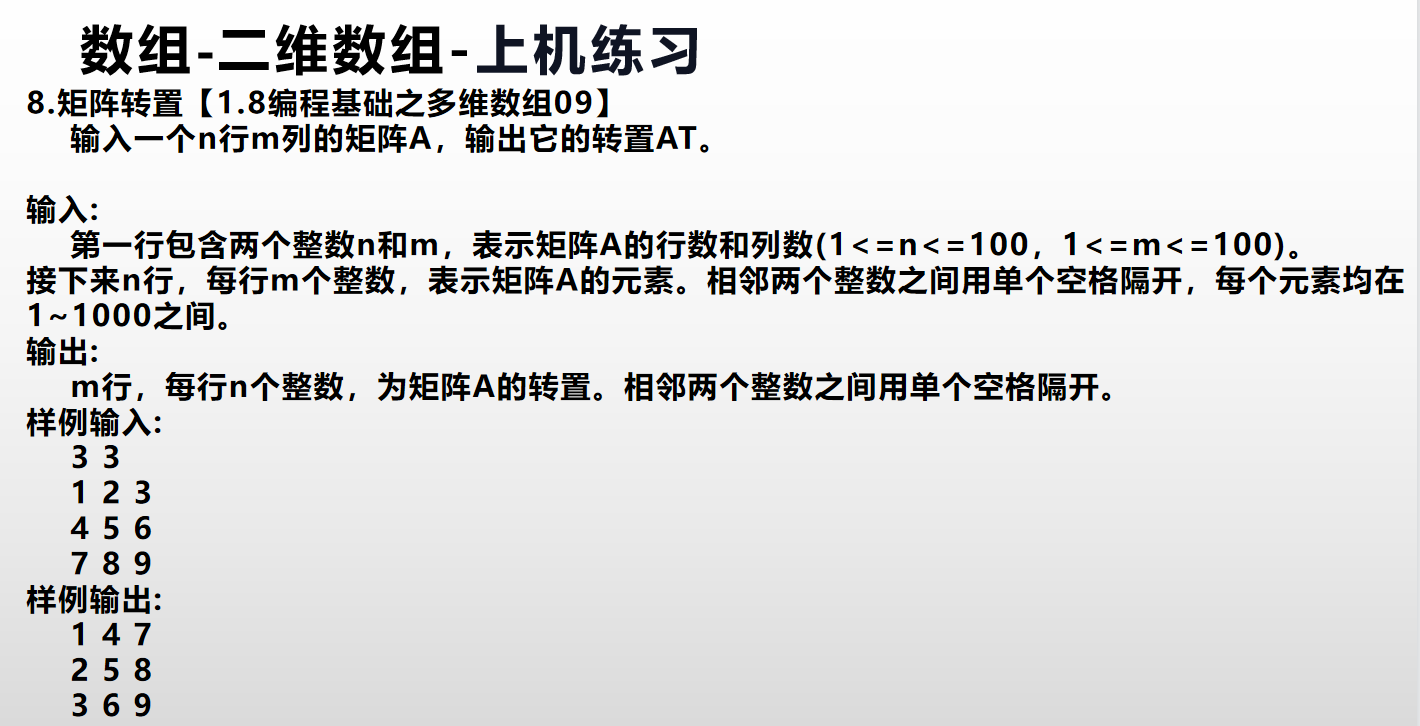 数组-二维数组-上机练习
8.矩阵转置【1.8编程基础之多维数组09】
输入一个n行m列的矩阵A，输出它的转置AT。
输入:
第一行包含两个整数n和m，表示矩阵A的行数和列数(1<=n<=100，1<=m<=100)。
接下来n行，每行m个整数，表示矩阵A的元素。相邻两个整数之间用单个空格隔开，每个元素均在
1~1000之间。
输出:
m行，每行n个整数，为矩阵A的转置。相邻两个整数之间用单个空格隔开。
样例输入:
3 3
1 2 3
4 5 6
7 8 9
样例输出:
1 4 7
2 5 8
3 6 9